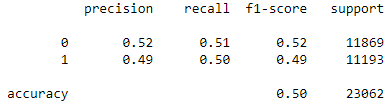 precision recall f1-score support
0 0.52 0.51 0.52 11869
1 0.49 0.50 0.49 11193
accuracy 0.50 23062